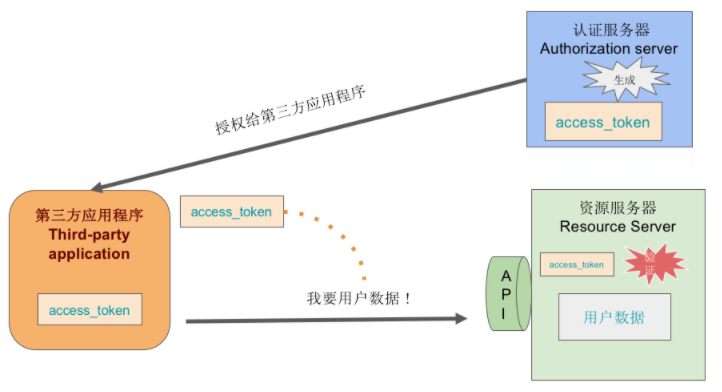 认证服务器
Authorization server
生成
access_token
授权给第三方应用程序
第三方应用程序
Third-party
application
access_token
access_token
我要用户数据！
API
资源服务器
Resource Server
access_token
验证
用户数据